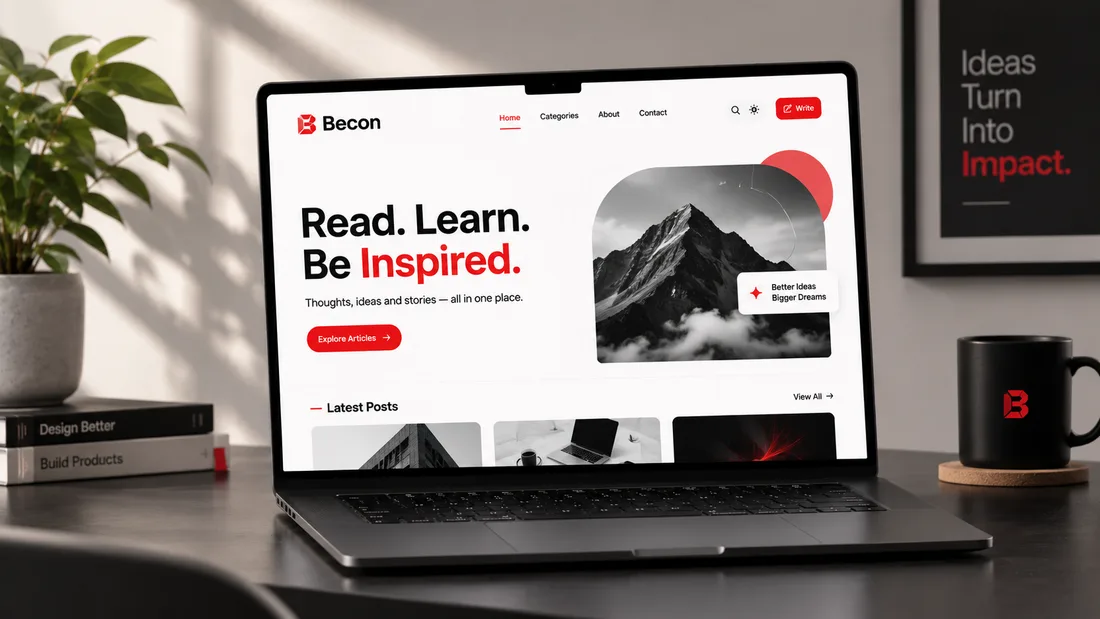 Becon
Home
Categories
About
Contact
Write
Read. Learn.
Be Inspired.
Thoughts, ideas and stories — all in one place.
Explore Articles →
Better Ideas
Bigger Dreams
Latest Posts
View All →
Design Better
Build Products
Ideas
Turn
Into
Impact.
B